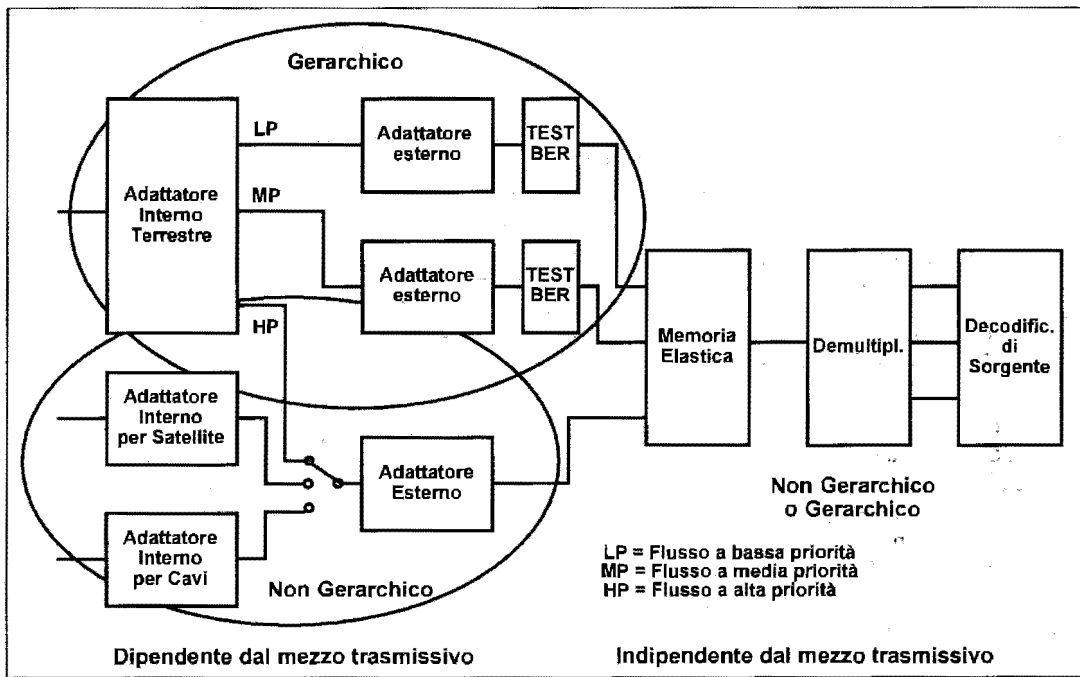 Gerarchico
LP
MP
HP
Adattatore
Interno
Terrestre
Adattatore
esterno
TEST
BER
Adattatore
esterno
TEST
BER
Adattatore
Interno
per Satellite
Adattatore
Interno
per Cavi
Adattatore
Esterno
Non Gerarchico
Memoria
Elastica
Demultipl.
Decodific.
di
Sorgente
Non Gerarchico
o Gerarchico
LP = Flusso a bassa priorità
MP = Flusso a media priorità
HP = Flusso a alta priorità
Dipendente dal mezzo trasmissivo
Indipendente dal mezzo trasmissivo